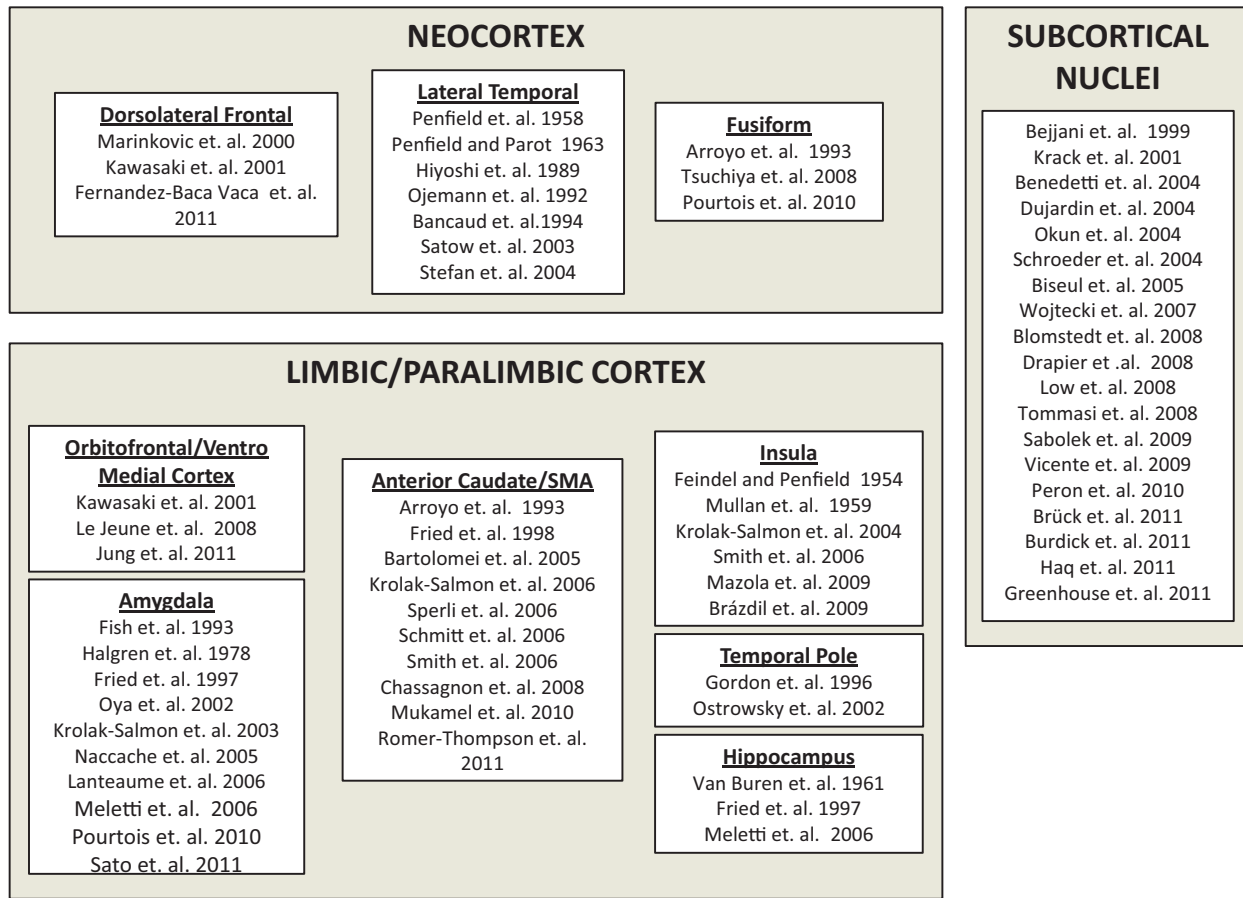 NEOCORTEX
Dorsolateral Frontal
Marinkovic et. al. 2000
Kawasaki et. al. 2001
Fernandez-Baca Vaca et. al.
2011
Lateral Temporal
Penfield et. al. 1958
Penfield and Parot 1963
Hiyoshi et. al. 1989
Ojemann et. al. 1992
Bancaud et. al.1994
Satow et. al. 2003
Stefan et. al. 2004
Fusiform
Arroyo et. al. 1993
Tsuchiya et. al. 2008
Pourtois et. al. 2010
LIMBIC/PARALIMBIC CORTEX
Orbitofrontal/Ventro
Medial Cortex
Kawasaki et. al. 2001
Le Jeune et. al. 2008
Jung et. al. 2011
Amygdala
Fish et. al. 1993
Halgren et. al. 1978
Fried et. al. 1997
Oya et. al. 2002
Krolak-Salmon et. al. 2003
Naccache et. al. 2005
Lanteaume et. al. 2006
Meletti et. al. 2006
Pourtois et. al. 2010
Sato et. al. 2011
Anterior Caudate/SMA
Arroyo et. al. 1993
Fried et. al. 1998
Bartolomei et. al. 2005
Krolak-Salmon et. al. 2006
Sperli et. al. 2006
Schmitt et. al. 2006
Smith et. al. 2006
Chassagnon et. al. 2008
Mukamel et. al. 2010
Romer-Thompson et. al.
2011
Insula
Feindel and Penfield 1954
Mullan et. al. 1959
Krolak-Salmon et. al. 2004
Smith et. al. 2006
Mazola et. al. 2009
Brázdil et. al. 2009
Temporal Pole
Gordon et. al. 1996
Ostrowsky et. al. 2002
Hippocampus
Van Buren et. al. 1961
Fried et. al. 1997
Meletti et. al. 2006
SUBCORTICAL
NUCLEI
Bejjani et. al. 1999
Krack et. al. 2001
Benedetti et. al. 2004
Dujardin et. al. 2004
Okun et. al. 2004
Schroeder et. al. 2004
Biseul et. al. 2005
Wojtecki et. al. 2007
Blomstedt et. al. 2008
Drapier et .al. 2008
Low et. al. 2008
Tommasi et. al. 2008
Sabolek et. al. 2009
Vicente et. al. 2009
Peron et. al. 2010
Brück et. al. 2011
Burdick et. al. 2011
Haq et. al. 2011
Greenhouse et. al. 2011